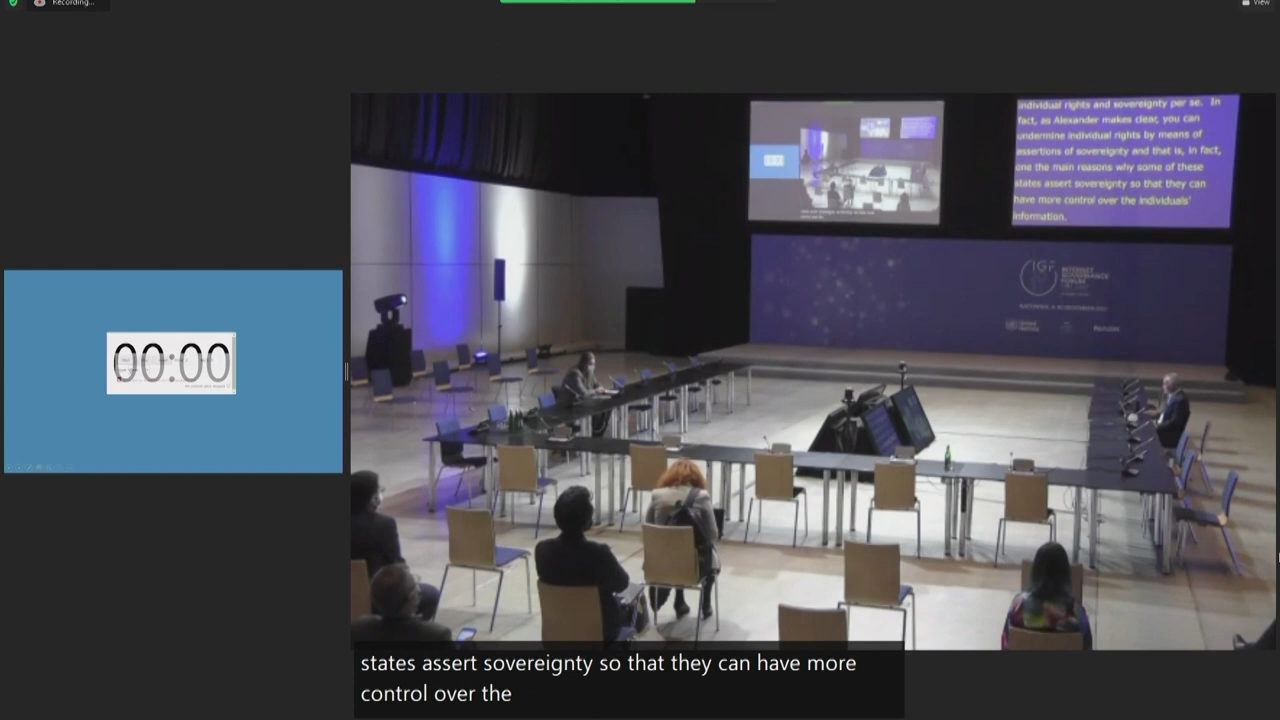 Recording...
View
individual rights and sovereignty per se. In
fact, as Alexander makes clear, you can
undermine individual rights by means of
assertions of sovereignty and that is, in fact,
one the main reasons why some of these
states assert sovereignty so that they can
have more control over the individuals'
information.
IGF
INTERNET
GOVERNANCE
FORUM
United
Nations
00:00
states assert sovereignty so that they can have more
control over the